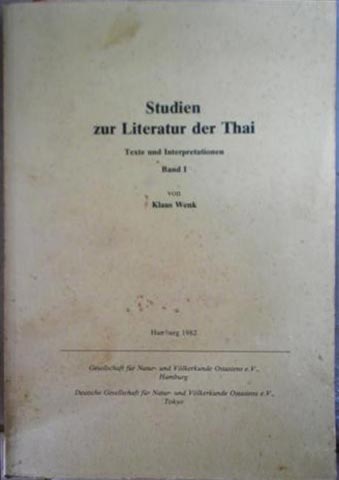 Studien
zur Literatur der Thai
Texte und Interpretationen
Band I
von
Klaus Wenk
Hamburg 1982
Gesellschaft für Natur- und Völkerkunde Ostasiens e.V.,
Hamburg
Deutsche Gesellschaft für Natur- und Völkerkunde Ostasiens e.V.,
Tokyo